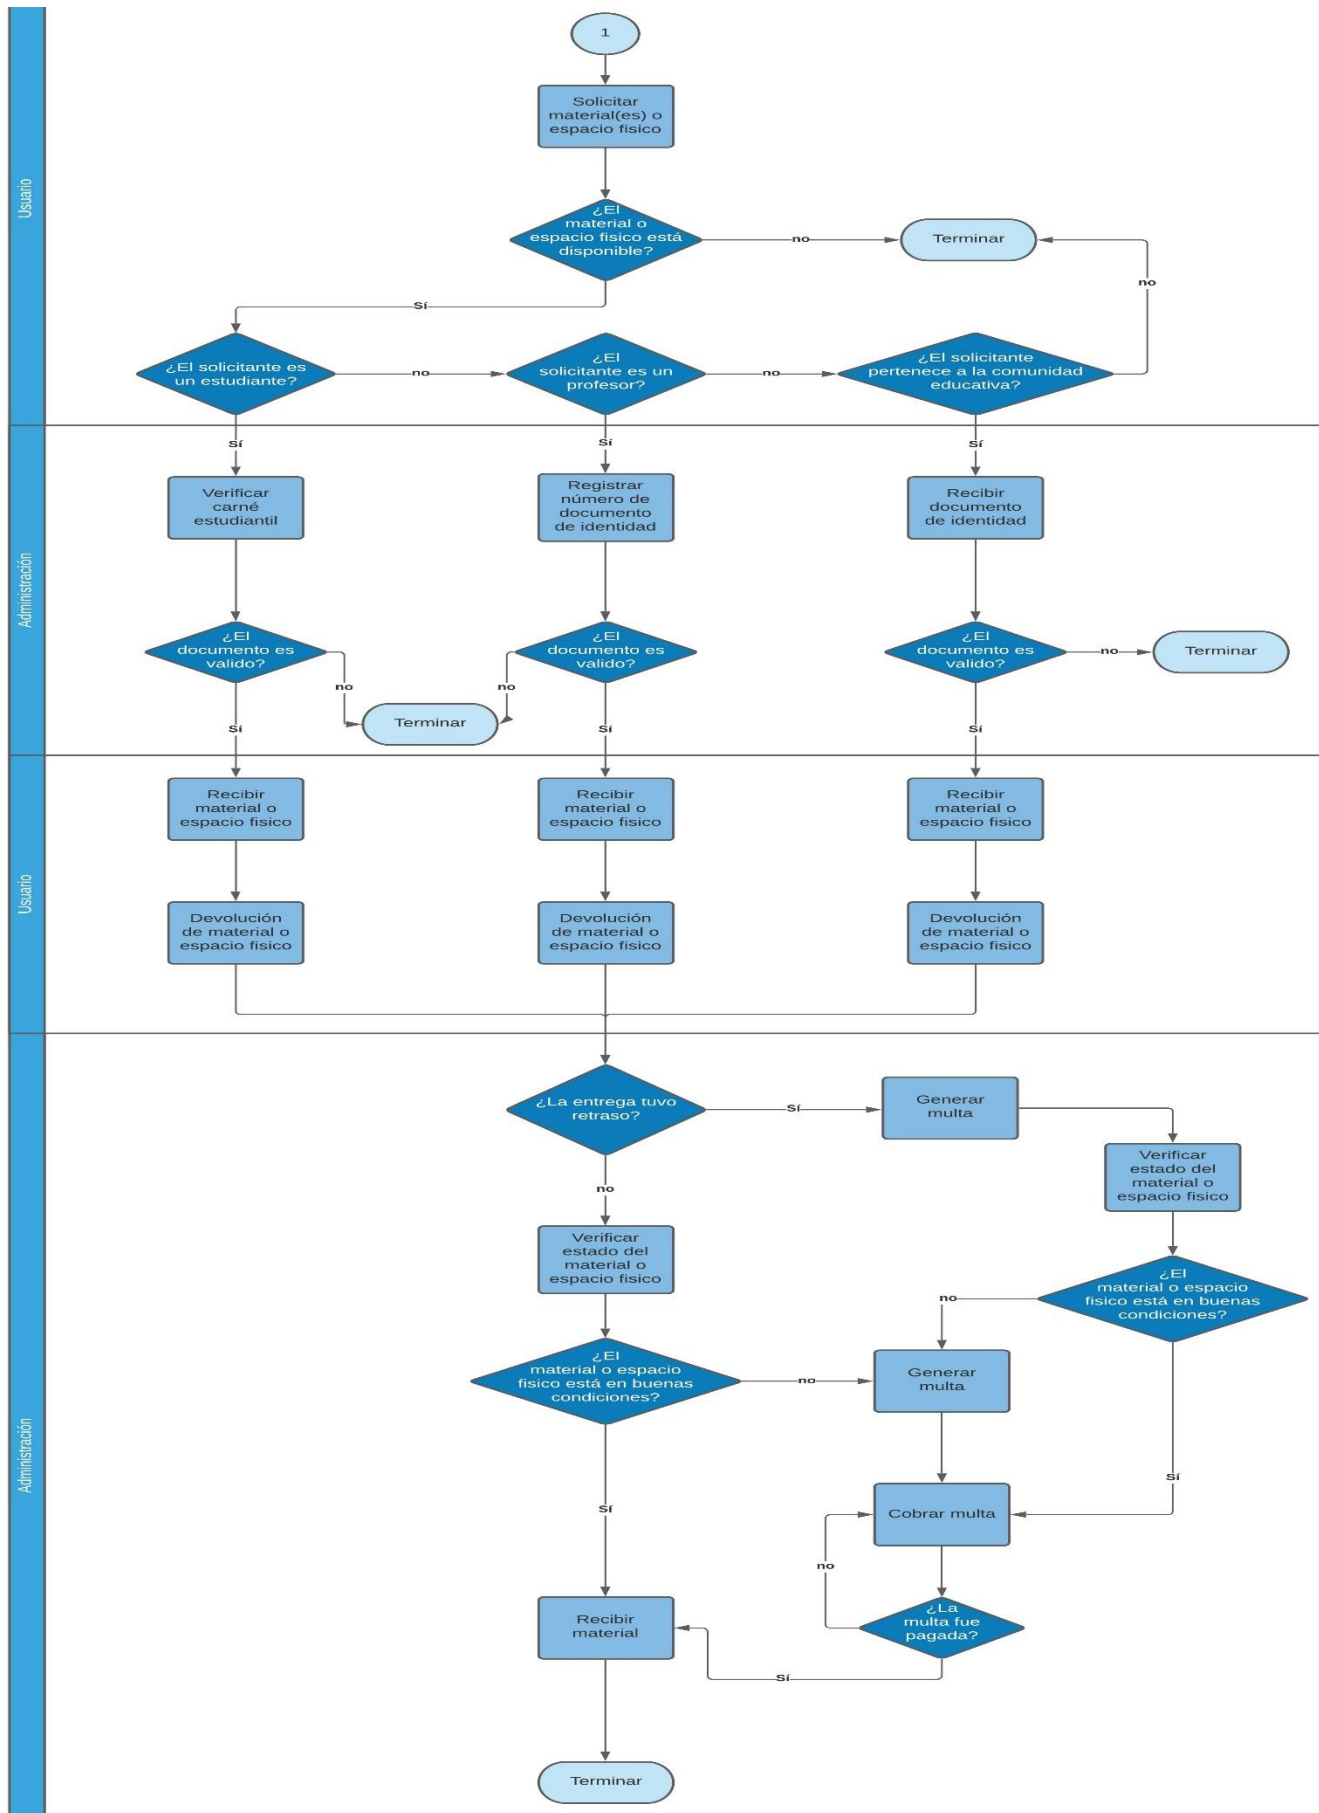 1
Solicitar
material(es) o
espacio fisico
Usuario
¿El
material o
espacio fisico está
disponible?
no
Terminar
no
Sí
¿El solicitante es
un estudiante?
no
¿El
solicitante es un
profesor?
no
¿El solicitante
pertenece a la comunidad
educativa?
Sí
Sí
Sí
Administración
Verificar
carné
estudiantil
Registrar
número de
documento
de identidad
Recibir
documento
de identidad
¿El
documento es
valido?
¿El
documento es
valido?
¿El
documento es
valido?
no
Terminar
no
no
Terminar
Sí
Sí
Sí
Usuario
Recibir
material o
espacio fisico
Recibir
material o
espacio fisico
Recibir
material o
espacio fisico
Devolución
de material o
espacio fisico
Devolución
de material o
espacio fisico
Devolución
de material o
espacio fisico
Administración
¿La entrega tuvo
retraso?
Sí
Generar
multa
Verificar
estado del
material o
espacio fisico
no
Verificar
estado del
material o
espacio fisico
¿El
material o espacio
fisico está en buenas
condiciones?
no
¿El
material o espacio
fisico está en buenas
condiciones?
no
Generar
multa
Sí
Sí
Cobrar multa
no
¿La
multa fue
pagada?
Recibir
material
Sí
Terminar